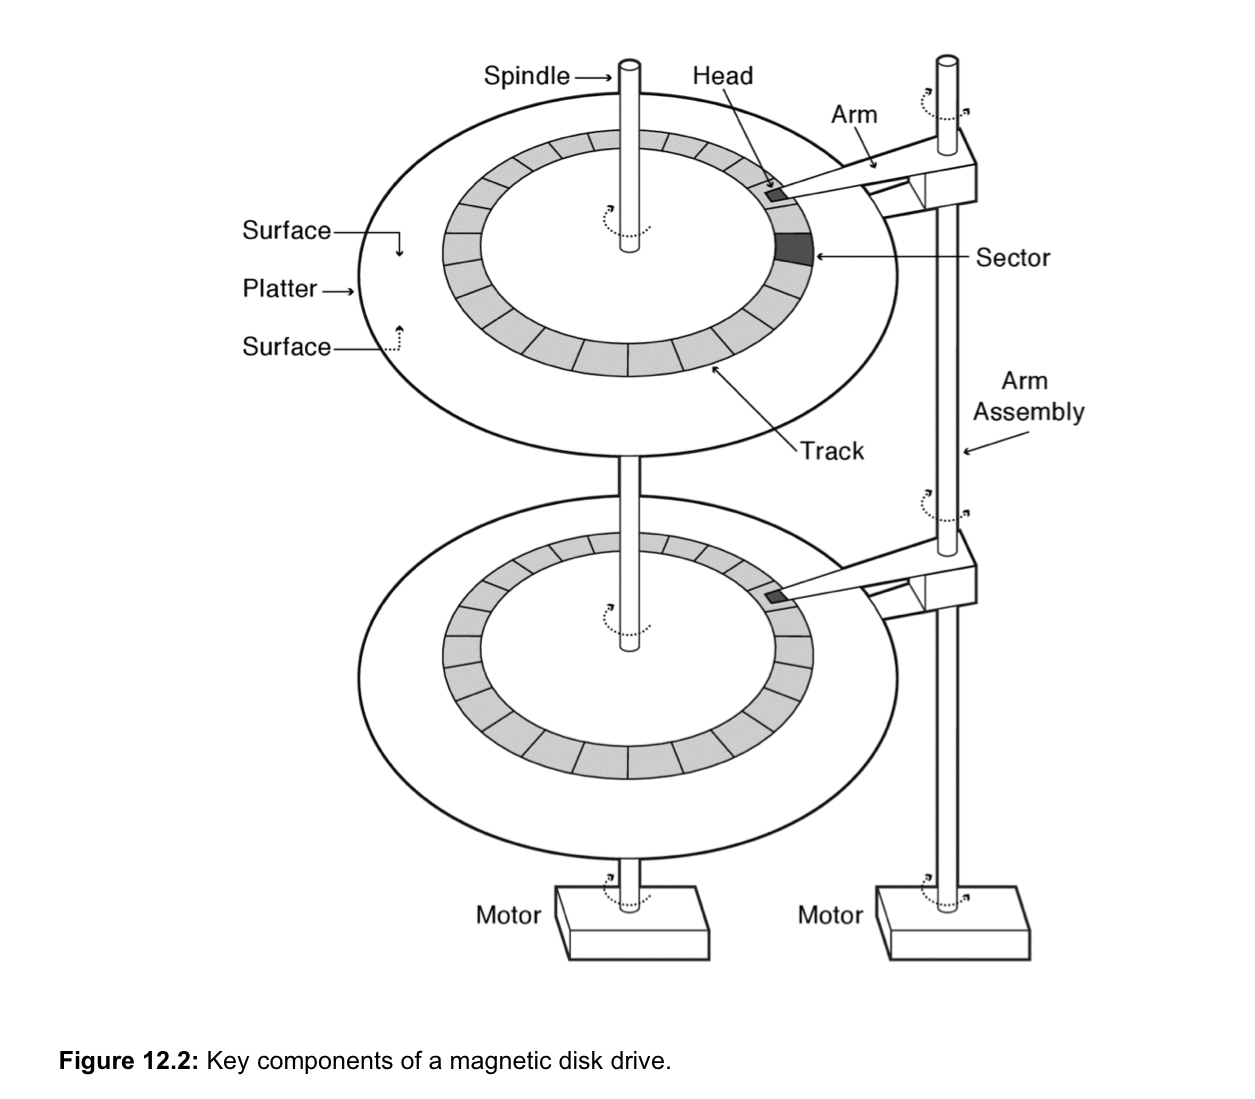 Spindle
Head
Arm
Surface
Sector
Platter
Surface
Arm
Assembly
Track
Motor
Motor
Figure 12.2: Key components of a magnetic disk drive.